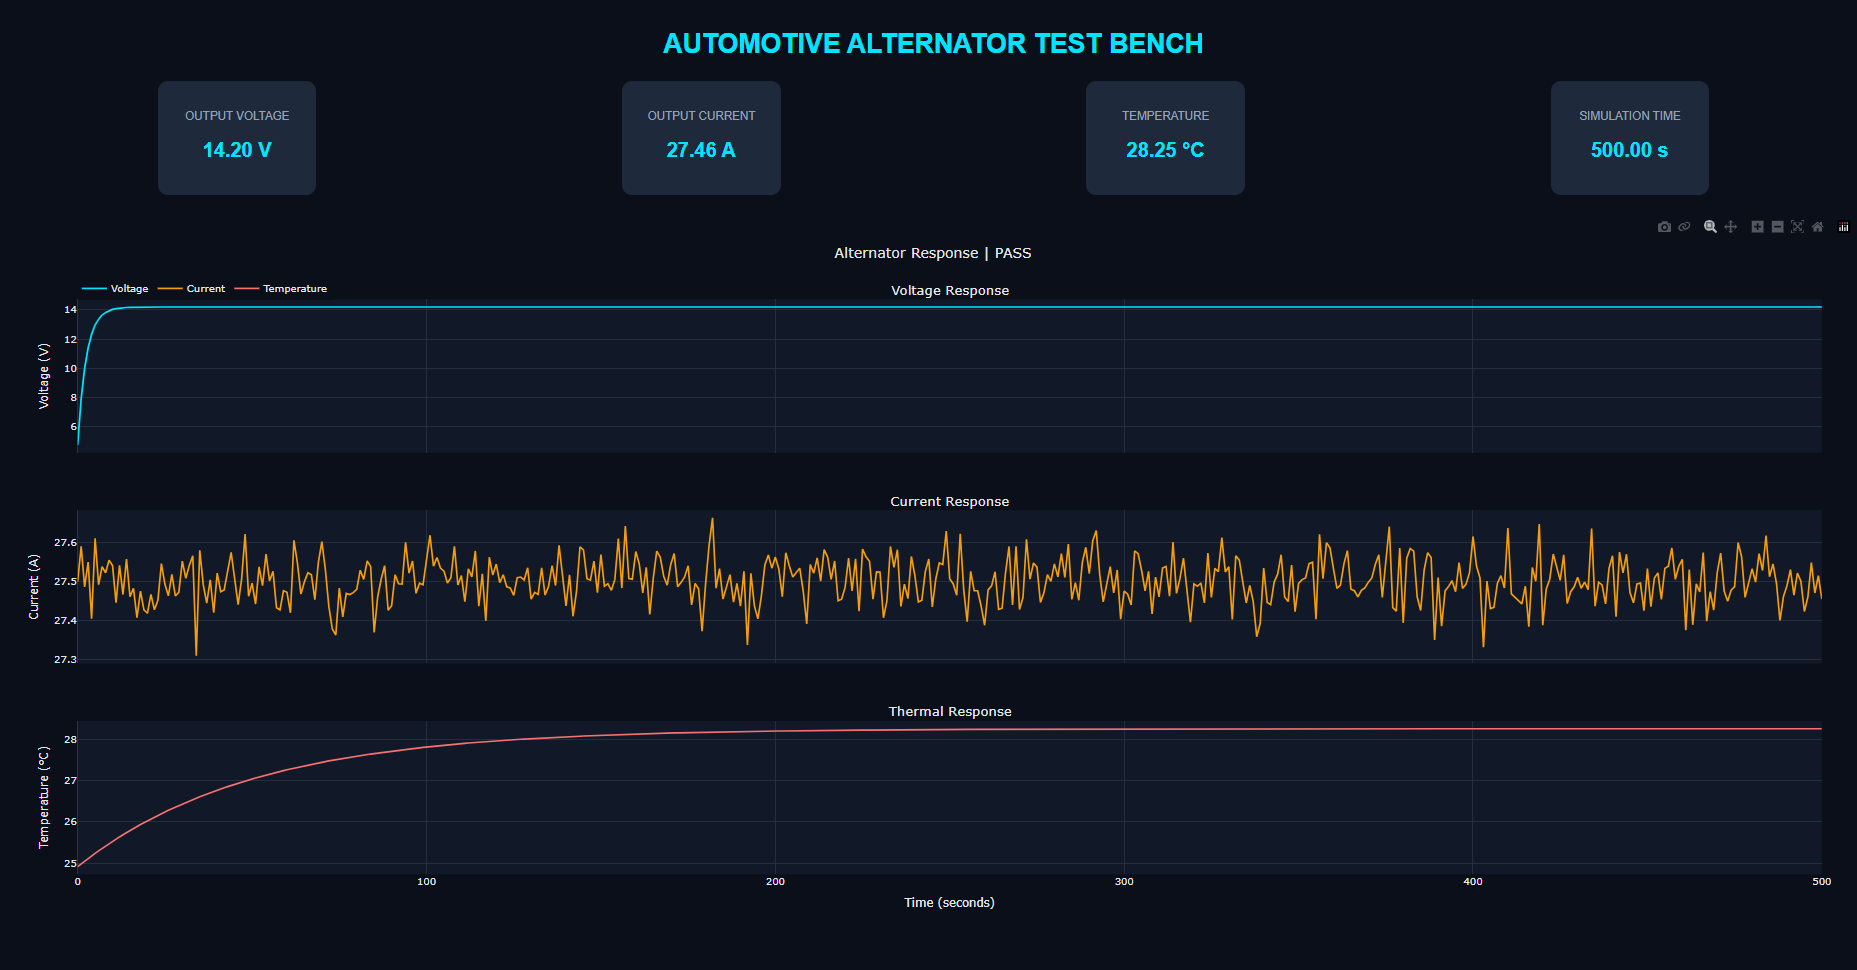 AUTOMOTIVE ALTERNATOR TEST BENCH
OUTPUT VOLTAGE
14.20 V
OUTPUT CURRENT
27.46 A
TEMPERATURE
28.25 °C
SIMULATION TIME
500.00 s
Alternator Response | PASS
Voltage Current Temperature
Voltage Response
Voltage (V)
14
12
10
8
6
Current Response
Current (A)
27.6
27.5
27.4
27.3
Thermal Response
Temperature (°C)
28
27
26
25
0 100 200 300 400 500
Time (seconds)